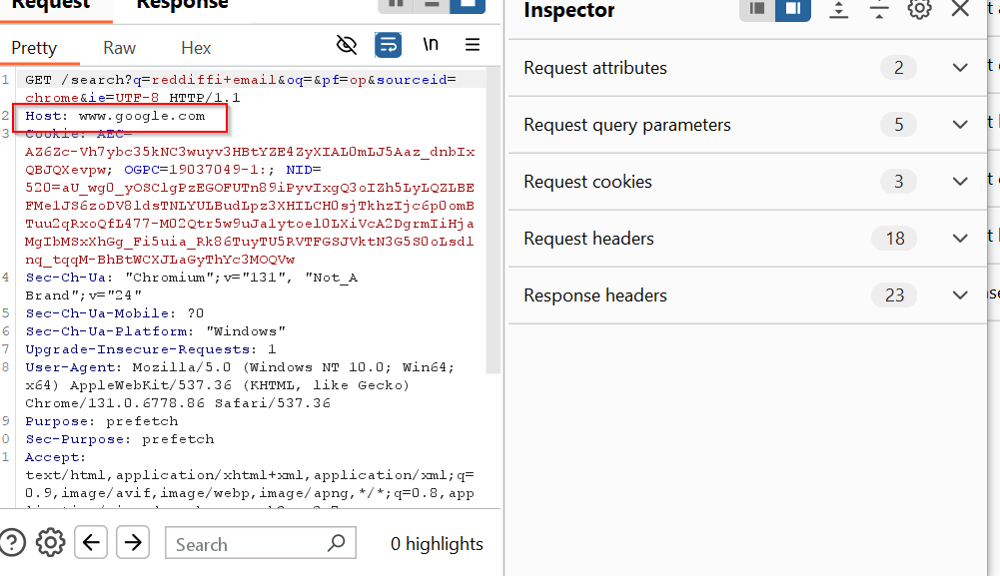 Request Response
Pretty Raw Hex \n
1 GET /search?q=reddiffi+email&oq=&pf=op&sourceid=
chrome&ie=UTF-8 HTTP/1.1
2 Host: www.google.com
3 Cookie: AEC=
AZ6Zc-Vh7ybc35kNC3wuyv3HBtYZE4ZyXIAL0mLJ5Aaz_dnbIx
QBJQXevpw; OGPC=19037049-1:; NID=
520=aU_wg0_yOSClgPzEGOFUTn89iPyvIxgQ3oIZh5LyLQZLBE
FMe1JS6zoDV8ldsTNLYULBudLpz3XHILCH0sjTkhzIjc6p0omB
Tuu2qRxoQfL477-M02Qtr5w9uJalytoel0LXiVcA2DgrmIiHja
MgIbMSxXhGg_Fi5uia_Rk86TuyTU5RVTFGSJVktN3G5S0oLsdl
nq_tqqM-BhBtWCXJLaGyThYc3MOQVw
4 Sec-Ch-Ua: "Chromium";v="131", "Not_A
Brand";v="24"
5 Sec-Ch-Ua-Mobile: ?0
6 Sec-Ch-Ua-Platform: "Windows"
7 Upgrade-Insecure-Requests: 1
8 User-Agent: Mozilla/5.0 (Windows NT 10.0; Win64;
x64) AppleWebKit/537.36 (KHTML, like Gecko)
Chrome/131.0.6778.86 Safari/537.36
9 Purpose: prefetch
0 Sec-Purpose: prefetch
1 Accept:
text/html,application/xhtml+xml,application/xml;q=
0.9,image/avif,image/webp,image/apng,*/*;q=0.8,app
Search
0 highlights
Inspector
Request attributes 2
Request query parameters 5
Request cookies 3
Request headers 18
Response headers 23